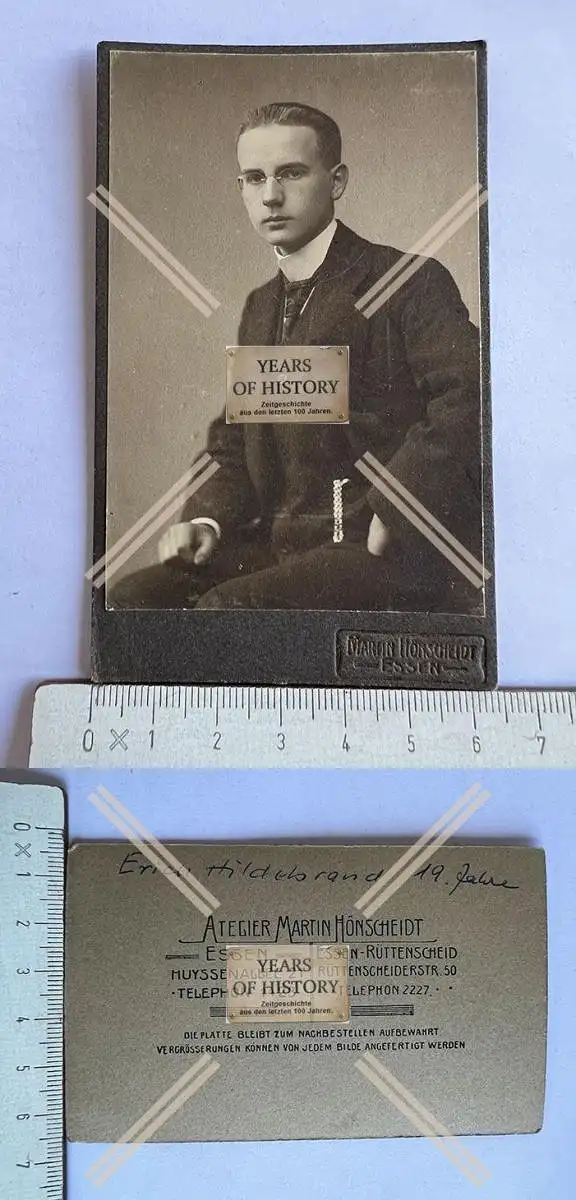 YEARS
OF HISTORY
Zeitgeschichte
aus den letzten 100 Jahren.
MARTIN HÖNSCHEIDT
ESSEN
0 1 2 3 4 5 6 7
0 1 2 3 4 5 6 7
Erich Hildebrand 19. Jahre
ATELIER MARTIN HÖNSCHEIDT
ESSEN ESSEN-RÜTTENSCHEID
HUYSSENALLEE RÜTTENSCHEIDERSTR. 50
TELEPHON TELEPHON 2227.
YEARS
OF HISTORY
Zeitgeschichte
aus den letzten 100 Jahren.
DIE PLATTE BLEIBT ZUM NACHBESTELLEN AUFBEWAHRT
VERGRÖSSERUNGEN KÖNNEN VON JEDEM BILDE ANGEFERTIGT WERDEN